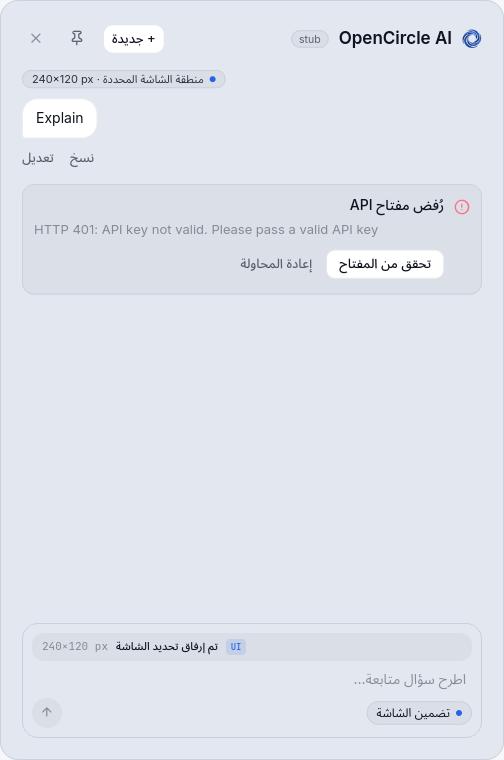 OpenCircle AI stub + جديدة
منطقة الشاشة المحددة · 240×120 px
Explain
نسخ تعديل
رُفض مفتاح API
HTTP 401: API key not valid. Please pass a valid API key
تحقق من المفتاح إعادة المحاولة
UI تم إرفاق تحديد الشاشة 240×120 px
اطرح سؤال متابعة...
تضمين الشاشة